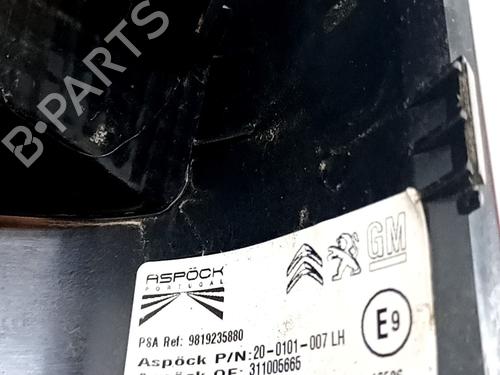 B-PARTS
ASPÖCK
PORTUGAL
GM
PSA Ref: 9819235880
E9
Aspöck P/N: 20-0101-007 LH
311005665